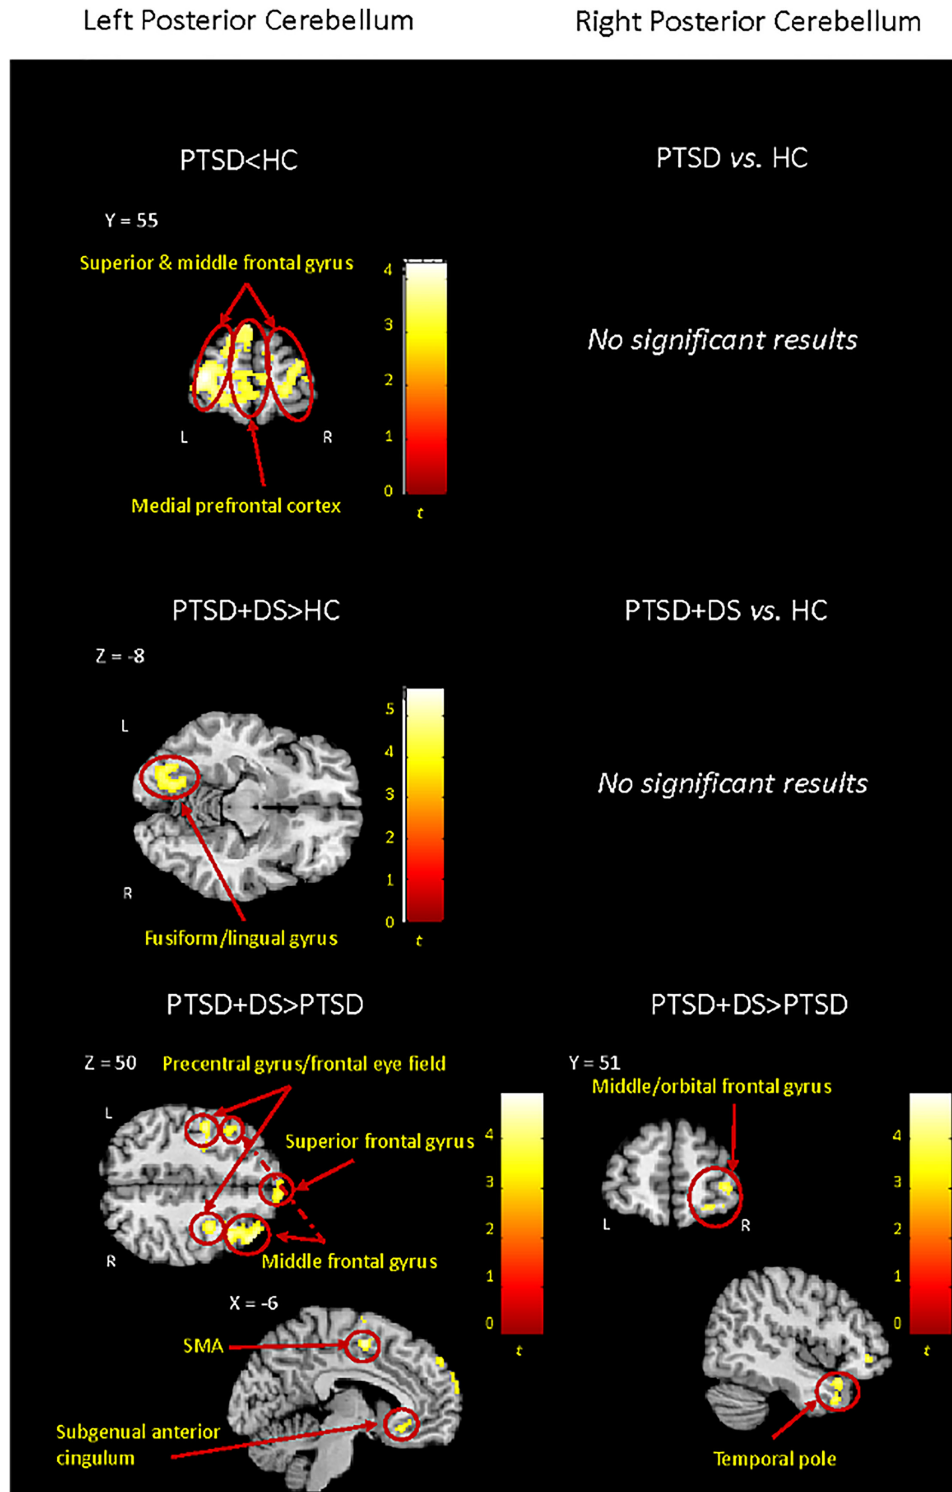 Left Posterior Cerebellum
Right Posterior Cerebellum
PTSD<HC
PTSD vs. HC
Y = 55
Superior & middle frontal gyrus
4
3
2
1
0
t
L
R
Medial prefrontal cortex
No significant results
PTSD+DS>HC
PTSD+DS vs. HC
Z = -8
L
R
5
4
3
2
1
0
t
Fusiform/lingual gyrus
No significant results
PTSD+DS>PTSD
PTSD+DS>PTSD
Z = 50
Precentral gyrus/frontal eye field
L
R
Superior frontal gyrus
Middle frontal gyrus
4
3
2
1
0
t
X = -6
SMA
Subgenual anterior
cingulum
Y = 51
Middle/orbital frontal gyrus
L
R
4
3
2
1
0
t
Temporal pole